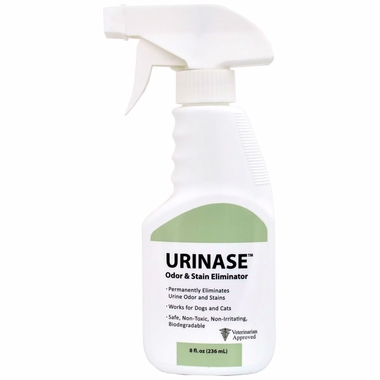 URINASE™
Odor & Stain Eliminator
· Permanently Eliminates
Urine Odor and Stains
· Works for Dogs and Cats
· Safe, Non-Toxic, Non-Irritating,
Biodegradable
Veterinarian
Approved
8 fl. oz (236 mL)